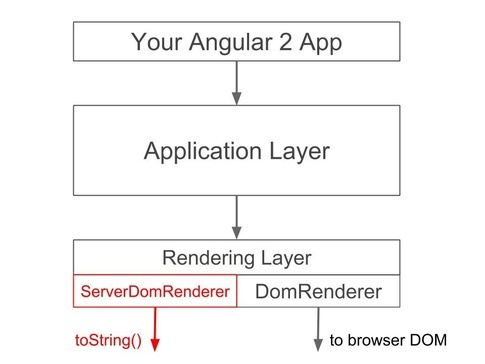 Your Angular 2 App
Application Layer
Rendering Layer
ServerDomRenderer
DomRenderer
toString()
to browser DOM